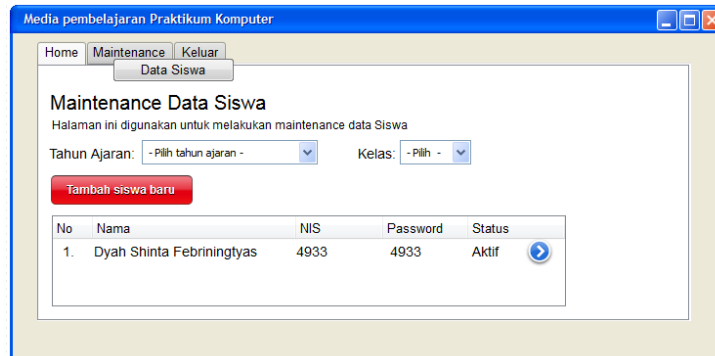 Media pembelajaran Praktikum Komputer
Home Maintenance Keluar
Data Siswa
Maintenance Data Siswa
Halaman ini digunakan untuk melakukan maintenance data Siswa
Tahun Ajaran: - Pilih tahun ajaran - Kelas: - Pilih -
Tambah siswa baru
No Nama NIS Password Status
1. Dyah Shinta Febriningtyas 4933 4933 Aktif